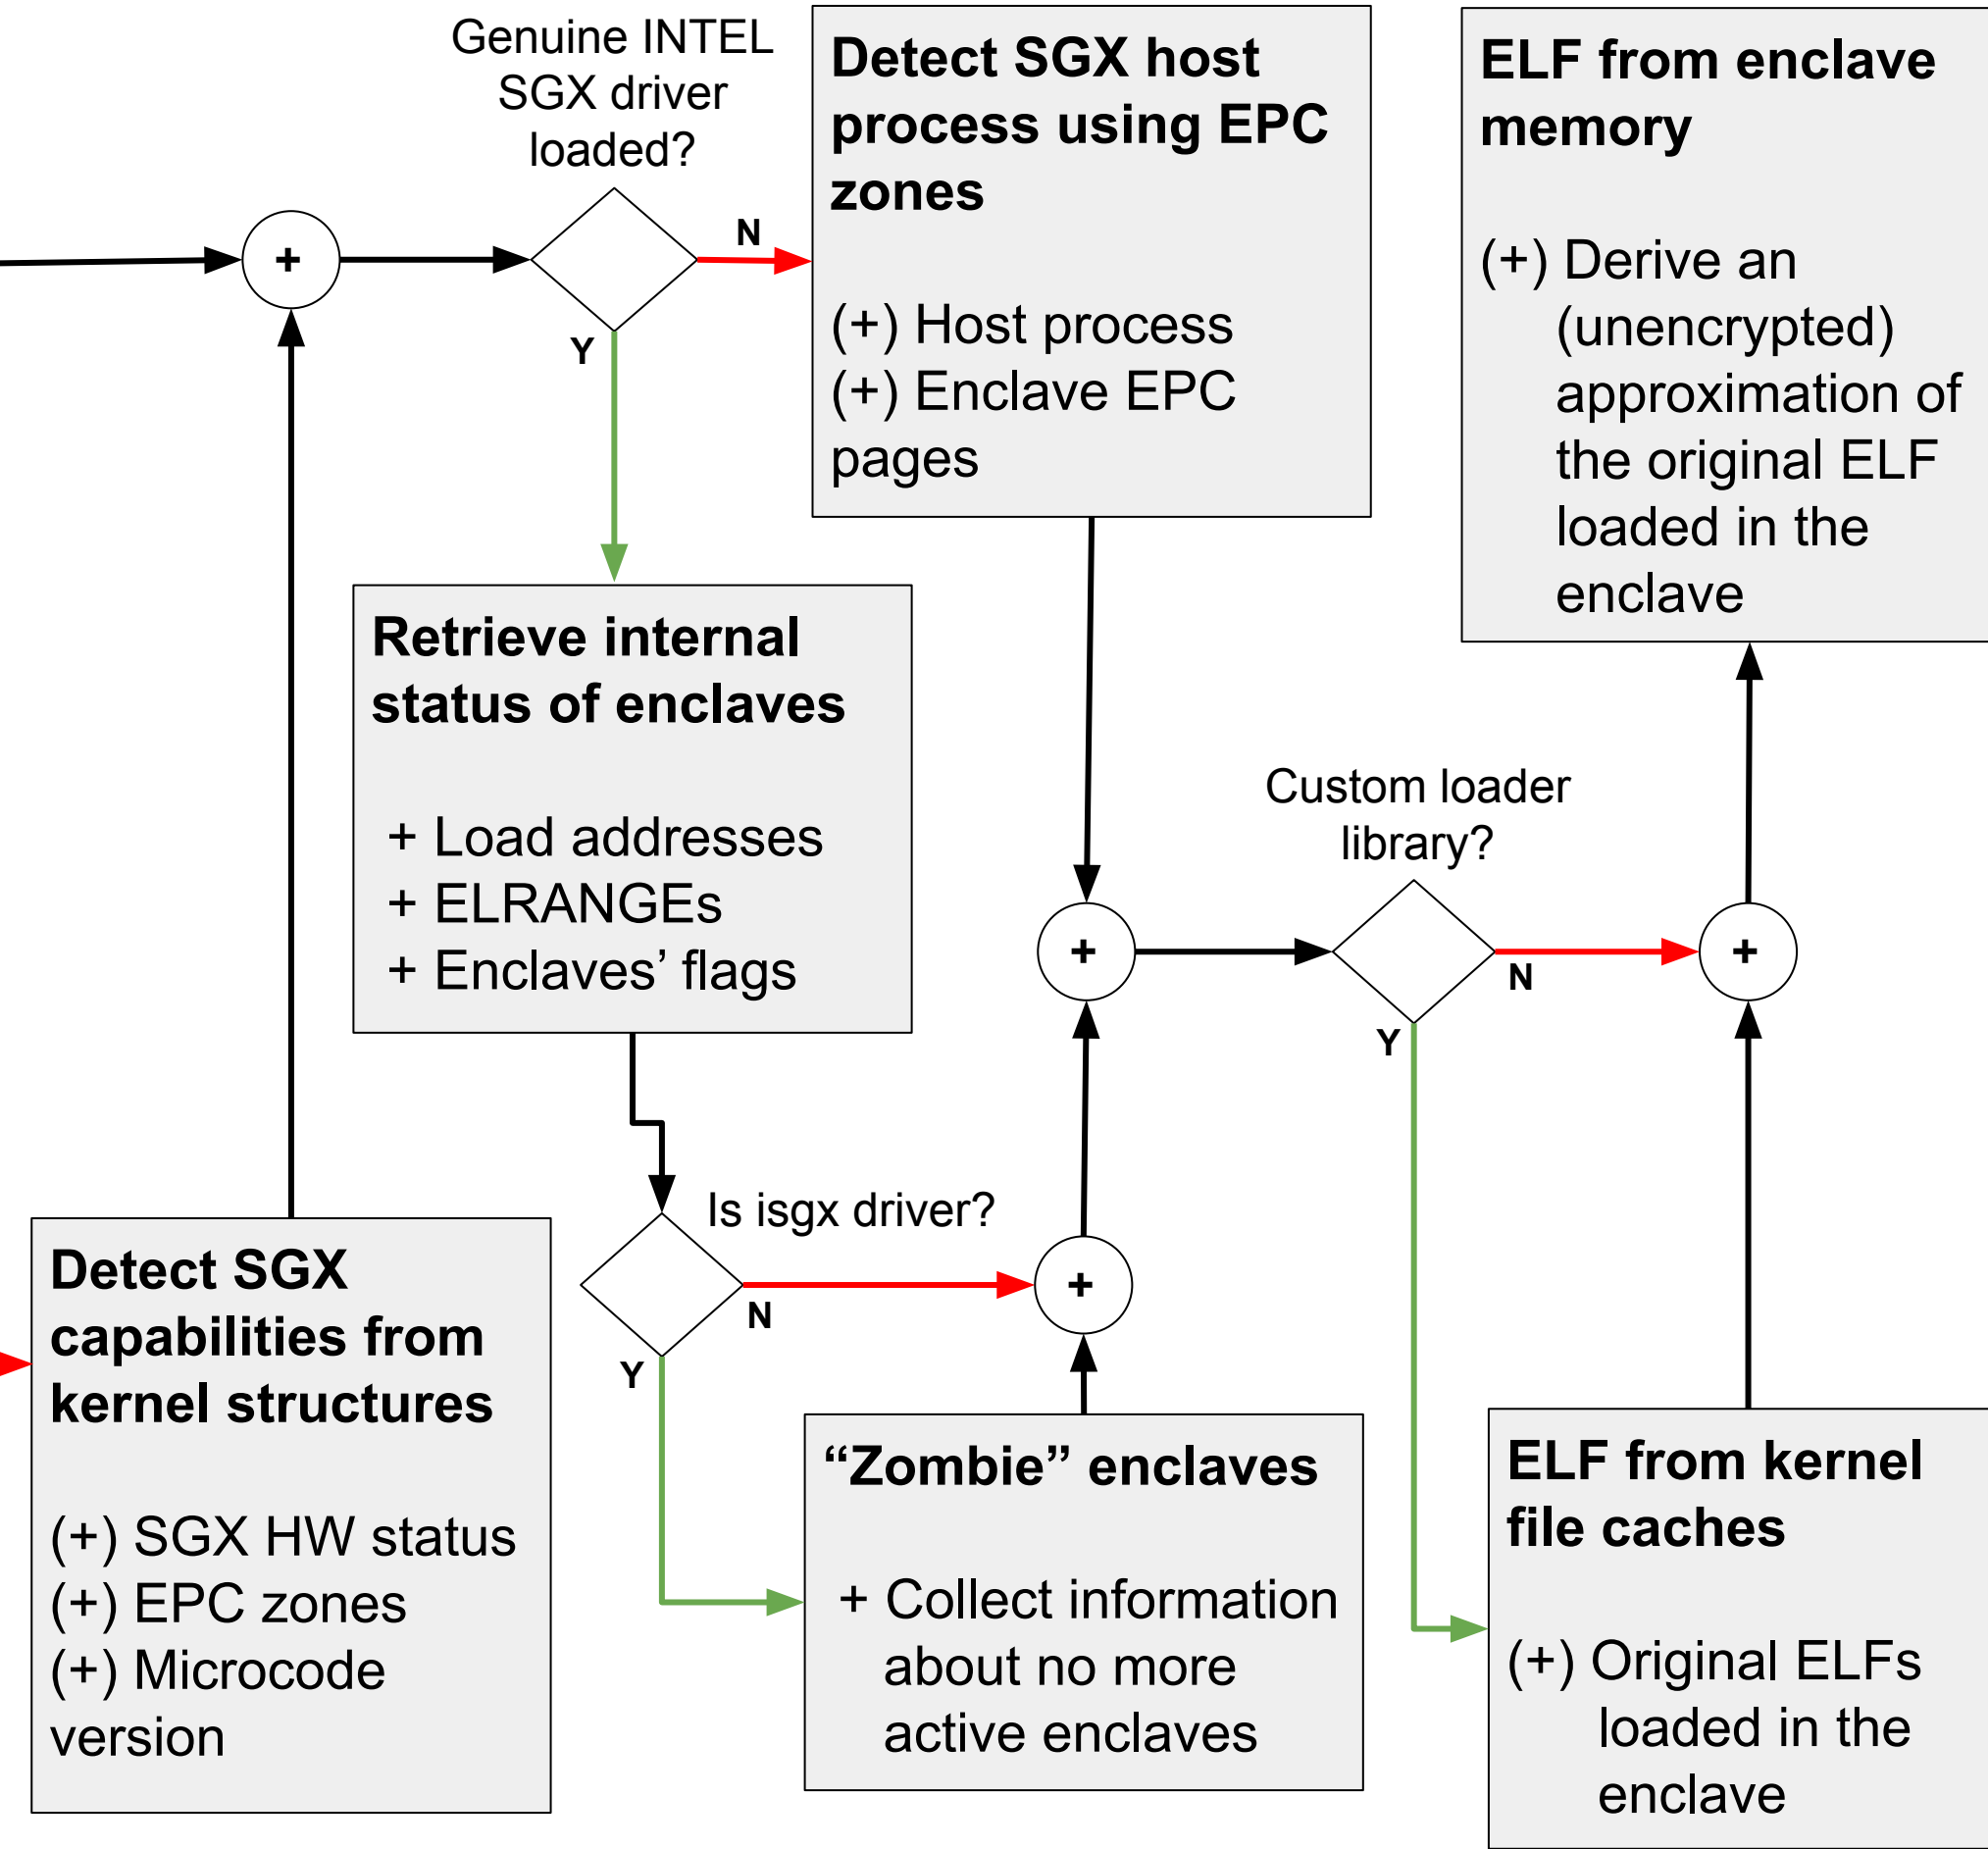 Genuine INTEL
SGX driver
loaded?
N
Y
+
Detect SGX host
process using EPC
zones
(+) Host process
(+) Enclave EPC
pages
ELF from enclave
memory
(+) Derive an
(unencrypted)
approximation of
the original ELF
loaded in the
enclave
Retrieve internal
status of enclaves
+ Load addresses
+ ELRANGEs
+ Enclaves’ flags
Custom loader
library?
+
N
Y
+
Is isgx driver?
N
Y
+
Detect SGX
capabilities from
kernel structures
(+) SGX HW status
(+) EPC zones
(+) Microcode
version
“Zombie” enclaves
+ Collect information
about no more
active enclaves
ELF from kernel
file caches
(+) Original ELFs
loaded in the
enclave